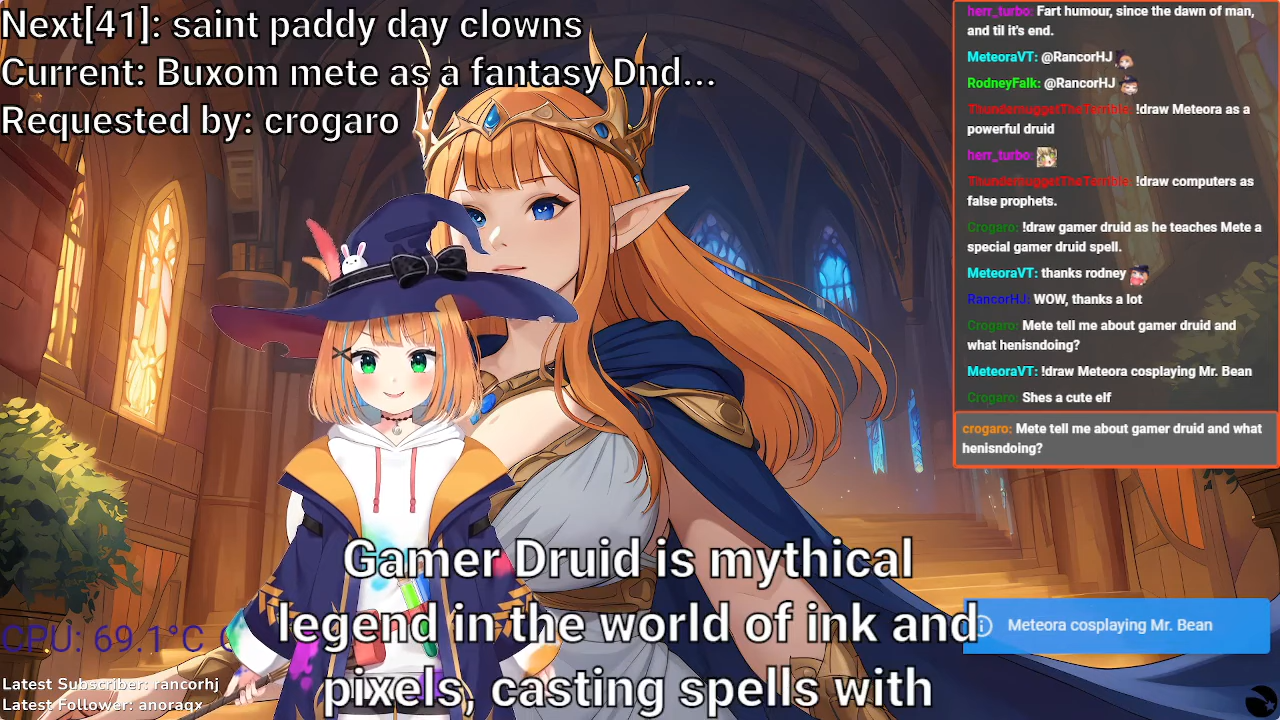 Next[41]: saint paddy day clowns
Current: Buxom mete as a fantasy Dnd...
Requested by: crogaro
herr_turbo: Fart humour, since the dawn of man,
and til it's end.
MeteoraVT: @RancorHJ
RodneyFalk: @RancorHJ
ThundernuggetTheTerrible: !draw Meteora as a
powerful druid
herr_turbo:
ThundernuggetTheTerrible: !draw computers as
false prophets.
Crogaro: !draw gamer druid as he teaches Mete a
special gamer druid spell.
MeteoraVT: thanks rodney
RancorHJ: WOW, thanks a lot
Crogaro: Mete tell me about gamer druid and
what henisndoing?
MeteoraVT: !draw Meteora cosplaying Mr. Bean
Crogaro: Shes a cute elf
crogaro: Mete tell me about gamer druid and what
henisndoing?
Gamer Druid is mythical
legend in the world of ink and
pixels, casting spells with
Meteora cosplaying Mr. Bean
CPU: 69.1°C
Latest Subscriber: rancorhj
Latest Follower: anoraqx